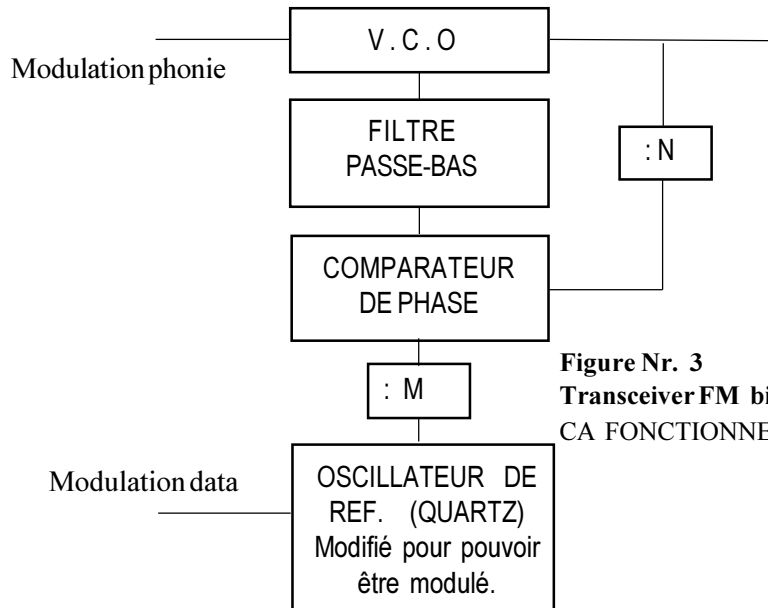 V.C.O
Modulation phonie
FILTRE
PASSE-BAS
: N
COMPARATEUR
DE PHASE
: M
Figure Nr. 3
Transceiver FM bi
CA FONCTIONNE
Modulation data
OSCILLATEUR DE
REF. (QUARTZ)
Modifié pour pouvoir
être modulé.